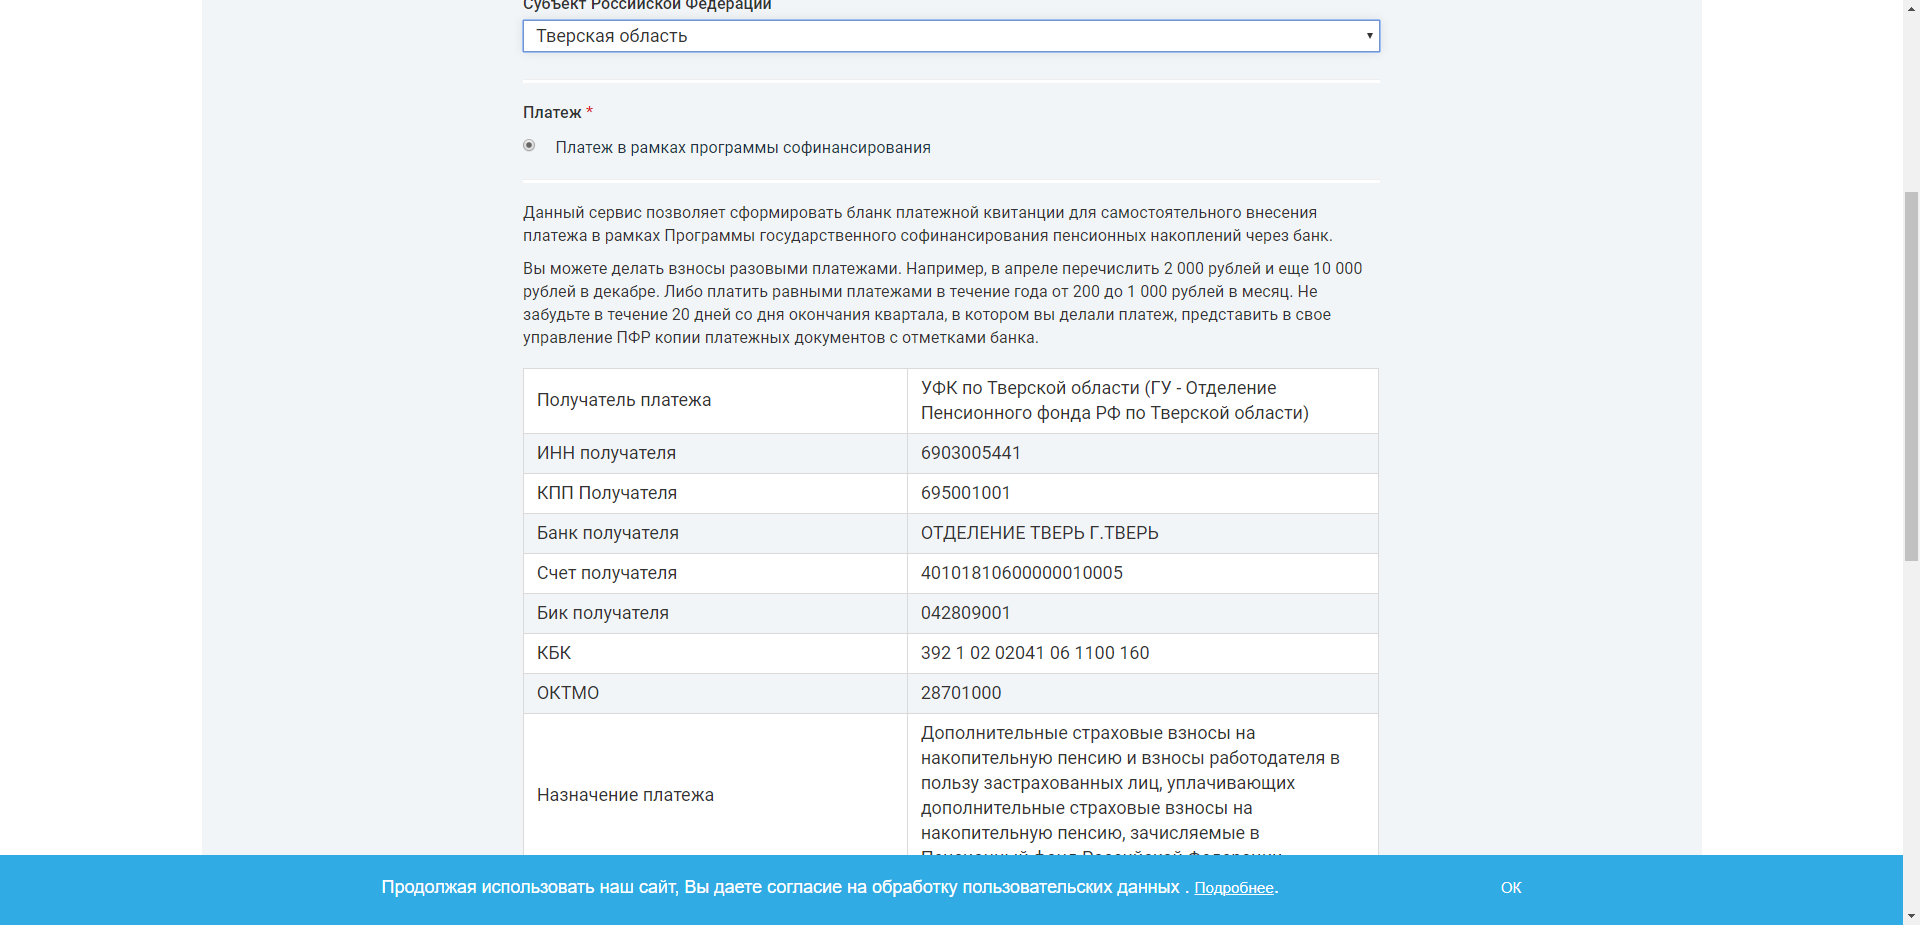 Субъект Российской Федерации
Тверская область
Платеж *
Платеж в рамках программы софинансирования
Данный сервис позволяет сформировать бланк платежной квитанции для самостоятельного внесения
платежа в рамках Программы государственного софинансирования пенсионных накоплений через банк.
Вы можете делать взносы разовыми платежами. Например, в апреле перечислить 2 000 рублей и еще 10 000
рублей в декабре. Либо платить равными платежами в течение года от 200 до 1 000 рублей в месяц. Не
забудьте в течение 20 дней со дня окончания квартала, в котором вы делали платеж, представить в свое
управление ПФР копии платежных документов с отметками банка.
Получатель платежа
УФК по Тверской области (ГУ - Отделение
Пенсионного фонда РФ по Тверской области)
ИНН получателя
6903005441
КПП Получателя
695001001
Банк получателя
ОТДЕЛЕНИЕ ТВЕРЬ Г.ТВЕРЬ
Счет получателя
40101810600000010005
Бик получателя
042809001
КБК
392 1 02 02041 06 1100 160
ОКТМО
28701000
Назначение платежа
Дополнительные страховые взносы на
накопительную пенсию и взносы работодателя в
пользу застрахованных лиц, уплачивающих
дополнительные страховые взносы на
накопительную пенсию, зачисляемые в
Пенсионный фонд Российской Федерации
Продолжая использовать наш сайт, Вы даете согласие на обработку пользовательских данных . Подробнее.
ОК